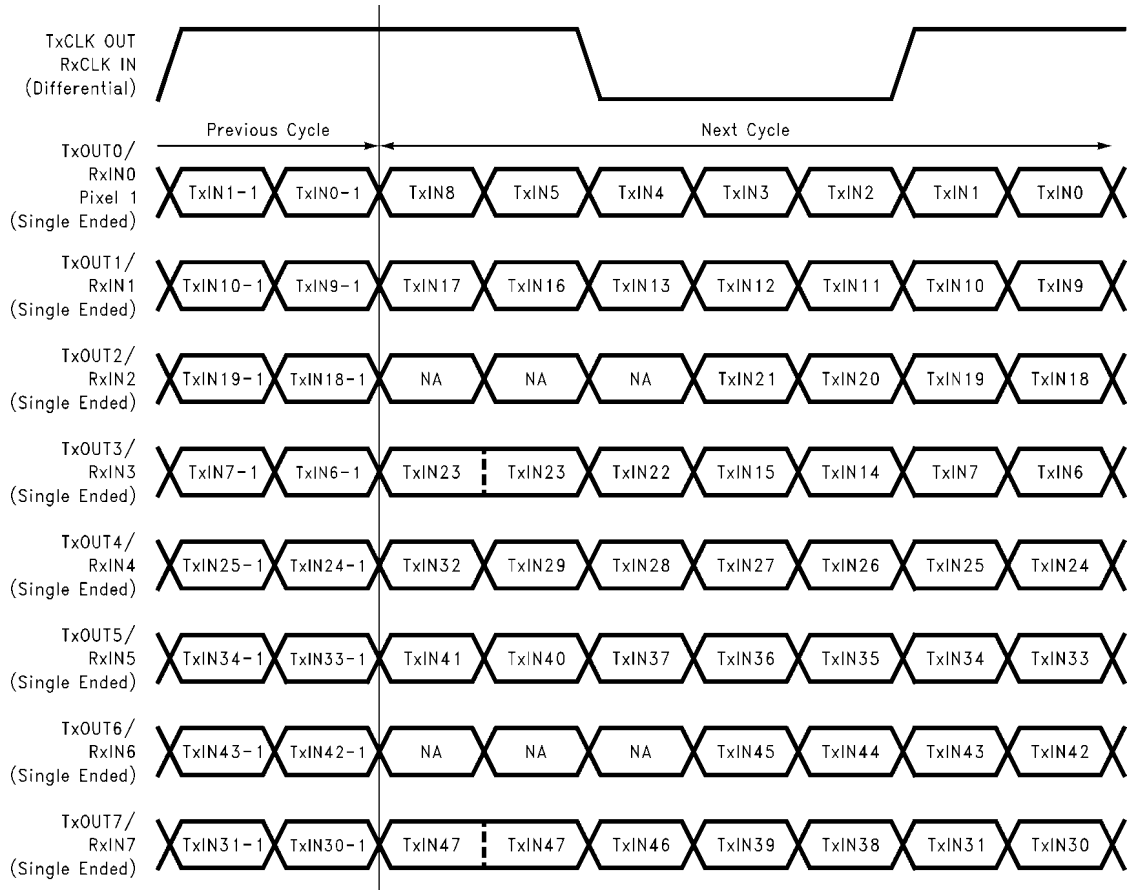 TxCLK OUT
RxCLK IN
(Differential)
Previous Cycle
Next Cycle
TxOUT0/
RxIN0
Pixel 1
(Single Ended)
TxIN1-1 TxIN0-1 TxIN8 TxIN5 TxIN4 TxIN3 TxIN2 TxIN1 TxIN0
TxOUT1/
RxIN1
(Single Ended)
TxIN10-1 TxIN9-1 TxIN17 TxIN16 TxIN13 TxIN12 TxIN11 TxIN10 TxIN9
TxOUT2/
RxIN2
(Single Ended)
TxIN19-1 TxIN18-1 NA NA NA TxIN21 TxIN20 TxIN19 TxIN18
TxOUT3/
RxIN3
(Single Ended)
TxIN7-1 TxIN6-1 TxIN23 TxIN23 TxIN22 TxIN15 TxIN14 TxIN7 TxIN6
TxOUT4/
RxIN4
(Single Ended)
TxIN25-1 TxIN24-1 TxIN32 TxIN29 TxIN28 TxIN27 TxIN26 TxIN25 TxIN24
TxOUT5/
RxIN5
(Single Ended)
TxIN34-1 TxIN33-1 TxIN41 TxIN40 TxIN37 TxIN36 TxIN35 TxIN34 TxIN33
TxOUT6/
RxIN6
(Single Ended)
TxIN43-1 TxIN42-1 NA NA NA TxIN45 TxIN44 TxIN43 TxIN42
TxOUT7/
RxIN7
(Single Ended)
TxIN31-1 TxIN30-1 TxIN47 TxIN47 TxIN46 TxIN39 TxIN38 TxIN31 TxIN30